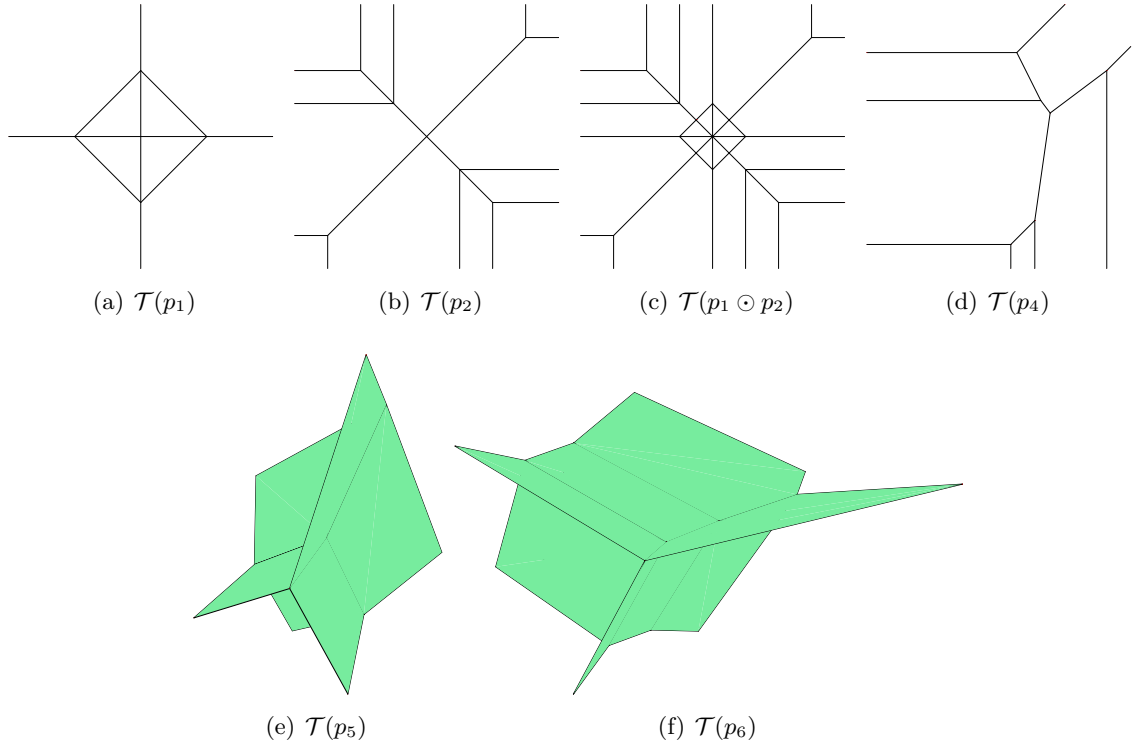 (a) 𝒯(p₁) (b) 𝒯(p₂) (c) 𝒯(p₁ ⊙ p₂) (d) 𝒯(p₄)
(e) 𝒯(p₅) (f) 𝒯(p₆)